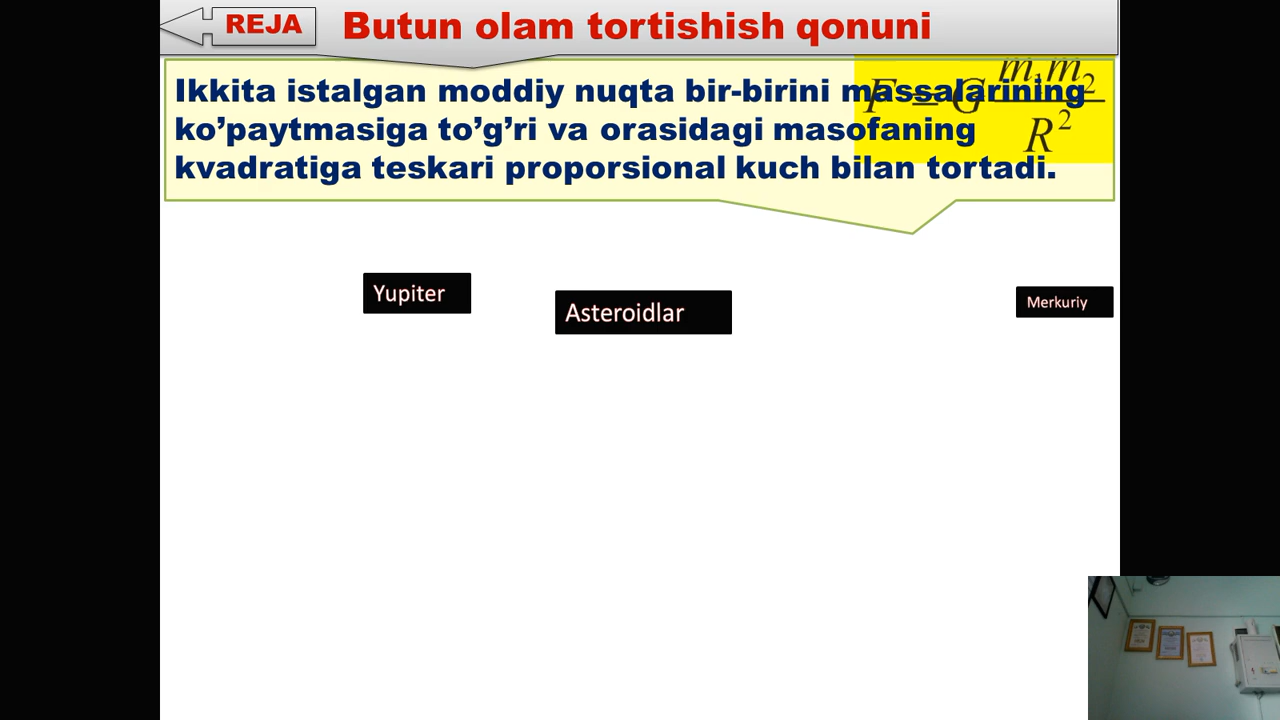 REJA
Butun olam tortishish qonuni
Ikkita istalgan moddiy nuqta bir-birini massalarining
ko’paytmasiga to’g’ri va orasidagi masofaning
kvadratiga teskari proporsional kuch bilan tortadi.
F = G m₁m₂ / R²
Yupiter
Asteroidlar
Merkuriy